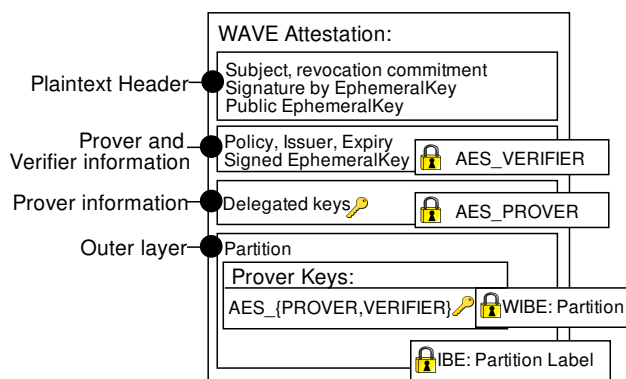 WAVE Attestation:
Plaintext Header
Subject, revocation commitment
Signature by EphemeralKey
Public EphemeralKey
Prover and
Verifier information
Policy, Issuer, Expiry
Signed EphemeralKey
AES_VERIFIER
Prover information
Delegated keys
AES_PROVER
Outer layer
Partition
Prover Keys:
AES_{PROVER,VERIFIER}
WIBE: Partition
IBE: Partition Label